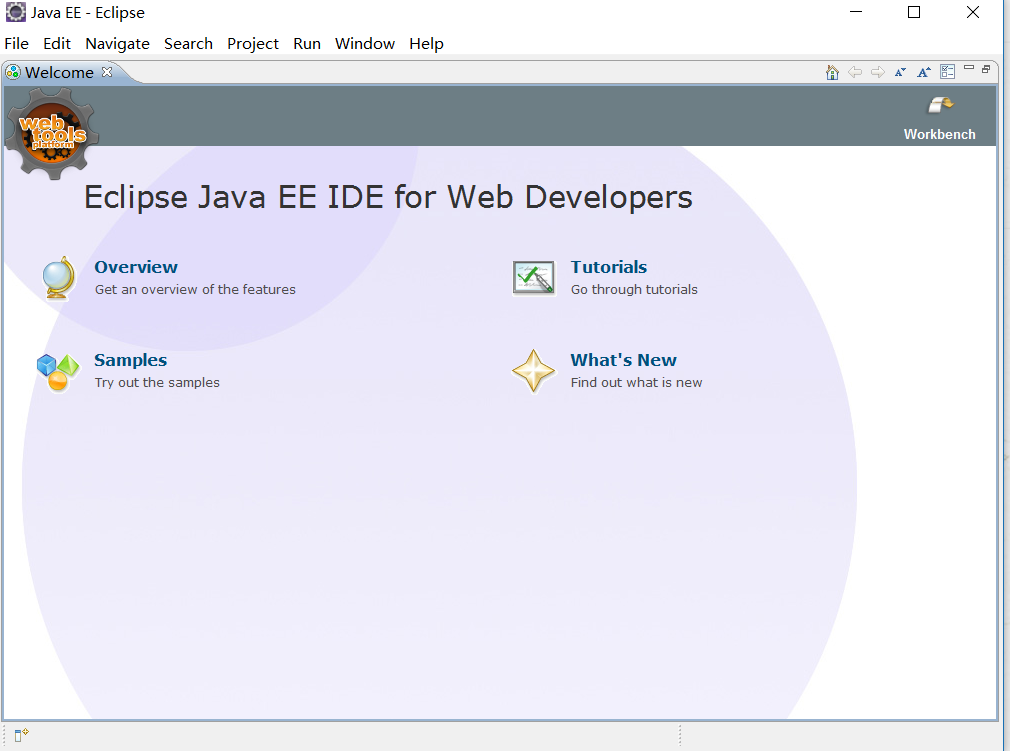 Java EE - Eclipse
File Edit Navigate Search Project Run Window Help
Welcome
web
tools
platform
Workbench
Eclipse Java EE IDE for Web Developers
Overview
Get an overview of the features
Tutorials
Go through tutorials
Samples
Try out the samples
What's New
Find out what is new